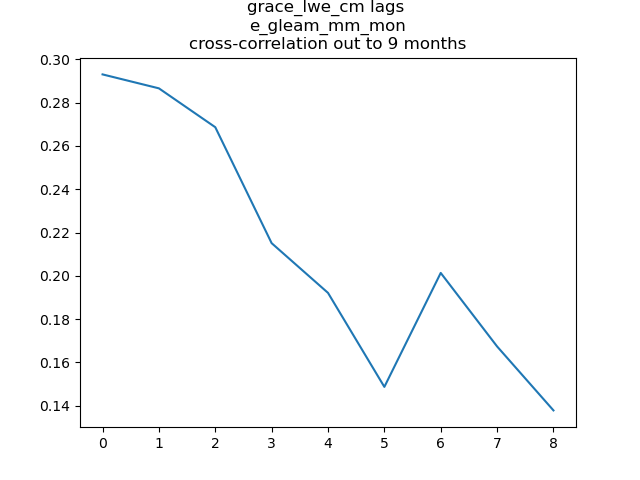 grace_lwe_cm lags
e_gleam_mm_mon
cross-correlation out to 9 months
0.30
0.28
0.26
0.24
0.22
0.20
0.18
0.16
0.14
0 1 2 3 4 5 6 7 8